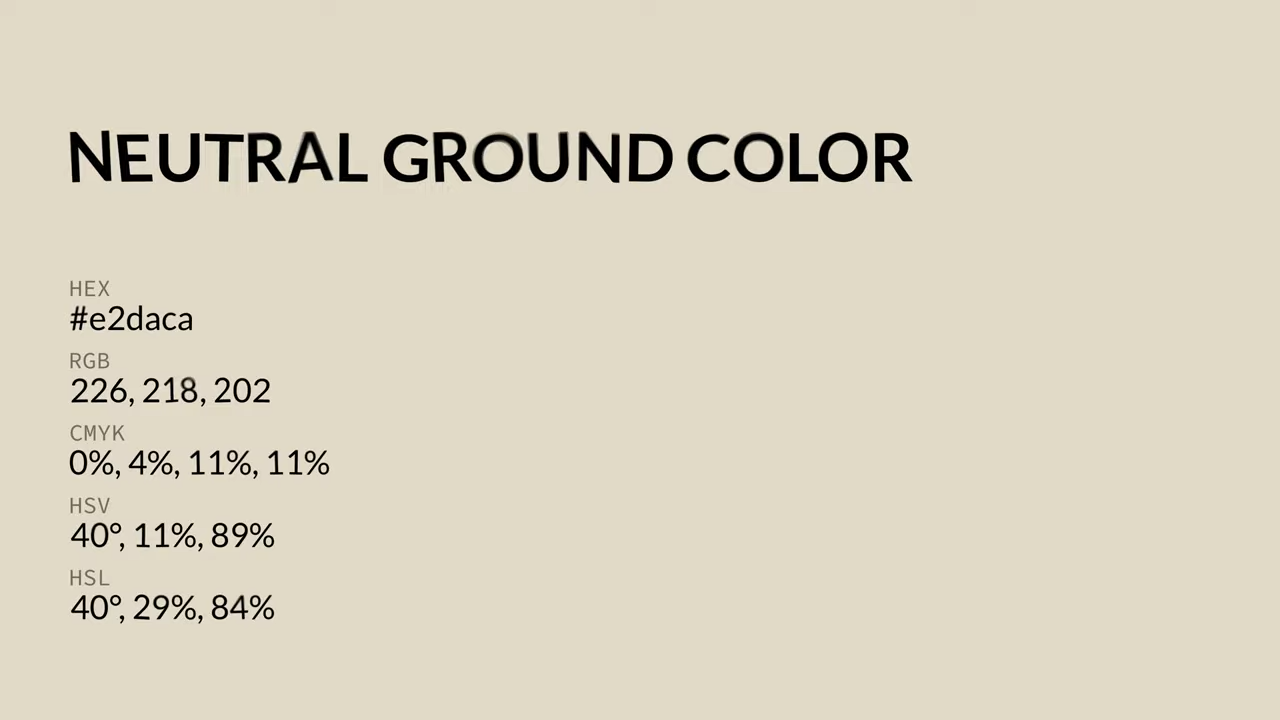 NEUTRAL GROUND COLOR
HEX
#e2daca
RGB
226, 218, 202
CMYK
0%, 4%, 11%, 11%
HSV
40°, 11%, 89%
HSL
40°, 29%, 84%